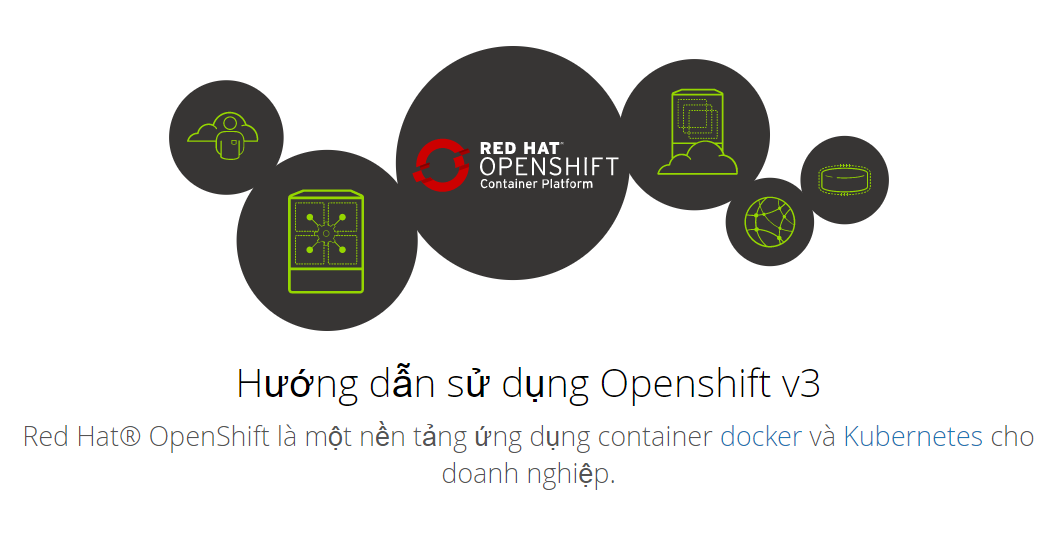 RED HAT
OPENSHIFT
Container Platform
Hướng dẫn sử dụng Openshift v3
Red Hat® OpenShift là một nền tảng ứng dụng container docker và Kubernetes cho
doanh nghiệp.